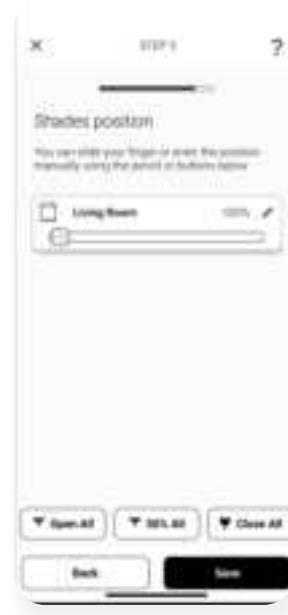 STEP 5
?
Shades position
You can slide your finger or enter the position
manually using the pencil or buttons below
Living Room 100%
Open All 50% All Close All
Back Save